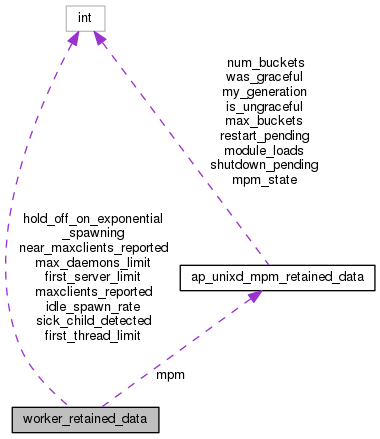 int
num_buckets
was_graceful
my_generation
is_ungraceful
max_buckets
restart_pending
module_loads
shutdown_pending
mpm_state
hold_off_on_exponential
_spawning
near_maxclients_reported
max_daemons_limit
first_server_limit
maxclients_reported
idle_spawn_rate
sick_child_detected
first_thread_limit
ap_unixd_mpm_retained_data
mpm
worker_retained_data